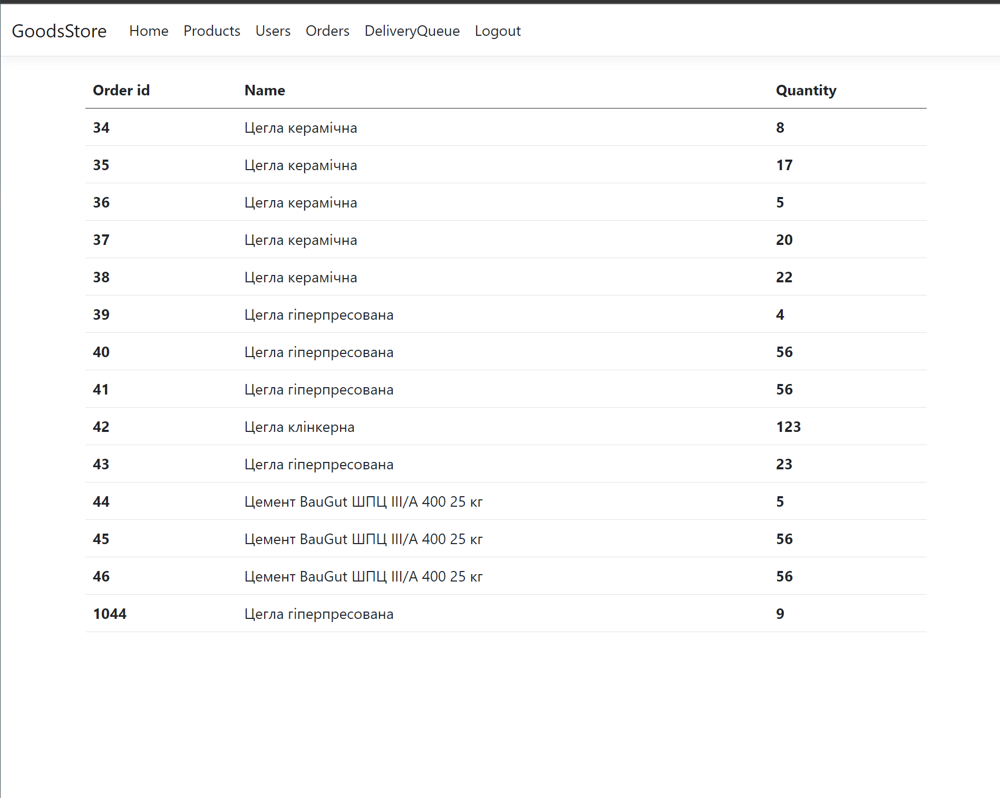 GoodsStore Home Products Users Orders DeliveryQueue Logout
Order id Name Quantity
34 Цегла керамічна 8
35 Цегла керамічна 17
36 Цегла керамічна 5
37 Цегла керамічна 20
38 Цегла керамічна 22
39 Цегла гіперпресована 4
40 Цегла гіперпресована 56
41 Цегла гіперпресована 56
42 Цегла клінкерна 123
43 Цегла гіперпресована 23
44 Цемент BauGut ШПЦ III/А 400 25 кг 5
45 Цемент BauGut ШПЦ III/А 400 25 кг 56
46 Цемент BauGut ШПЦ III/А 400 25 кг 56
1044 Цегла гіперпресована 9